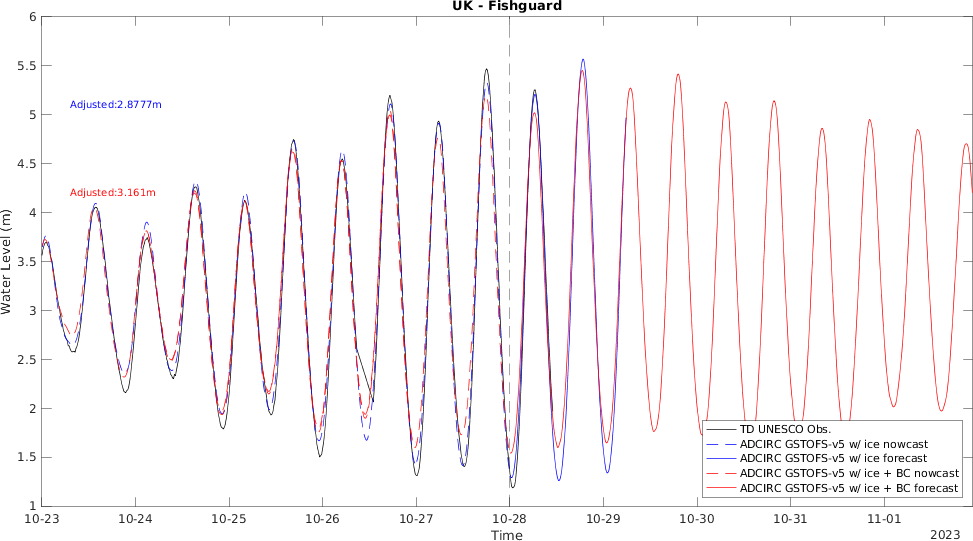 UK - Fishguard
6
5.5
5
4.5
4
3.5
3
2.5
2
1.5
1
Water Level (m)
Adjusted:2.8777m
Adjusted:3.161m
TD UNESCO Obs.
ADCIRC GSTOFS-v5 w/ ice nowcast
ADCIRC GSTOFS-v5 w/ ice forecast
ADCIRC GSTOFS-v5 w/ ice + BC nowcast
ADCIRC GSTOFS-v5 w/ ice + BC forecast
10-23 10-24 10-25 10-26 10-27 10-28 10-29 10-30 10-31 11-01
Time
2023